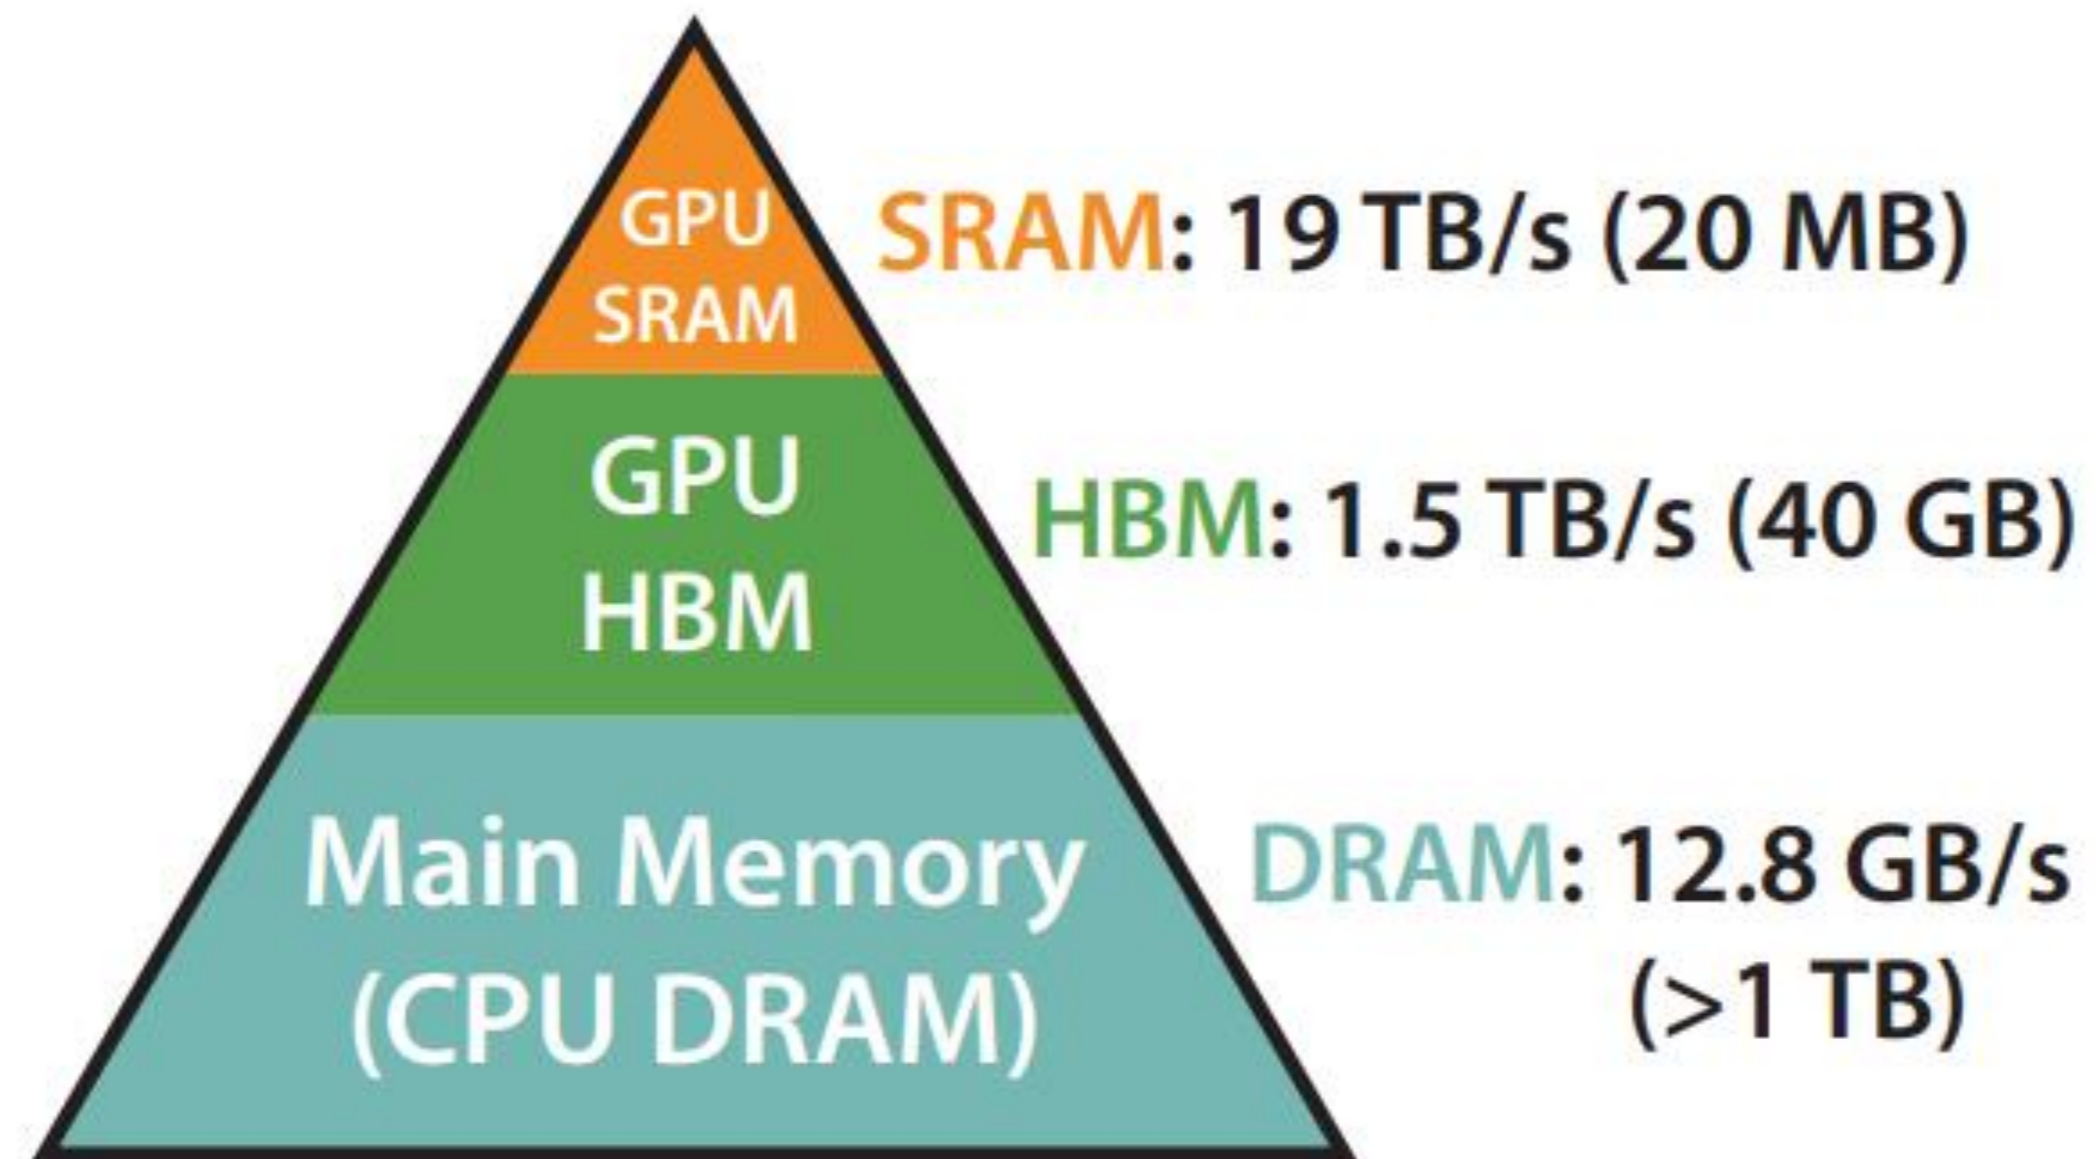 GPU
SRAM
SRAM: 19 TB/s (20 MB)
GPU
HBM
HBM: 1.5 TB/s (40 GB)
Main Memory
(CPU DRAM)
DRAM: 12.8 GB/s
(>1 TB)